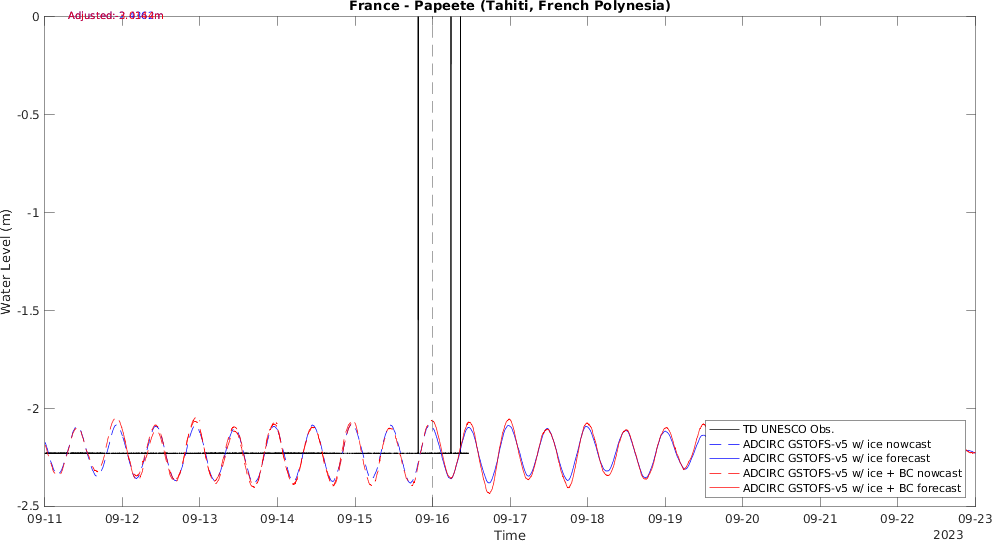 France - Papeete (Tahiti, French Polynesia)
Adjusted:
0
-0.5
-1
-1.5
-2
-2.5
Water Level (m)
09-11 09-12 09-13 09-14 09-15 09-16 09-17 09-18 09-19 09-20 09-21 09-22 09-23
Time
2023
TD UNESCO Obs.
ADCIRC GSTOFS-v5 w/ ice nowcast
ADCIRC GSTOFS-v5 w/ ice forecast
ADCIRC GSTOFS-v5 w/ ice + BC nowcast
ADCIRC GSTOFS-v5 w/ ice + BC forecast